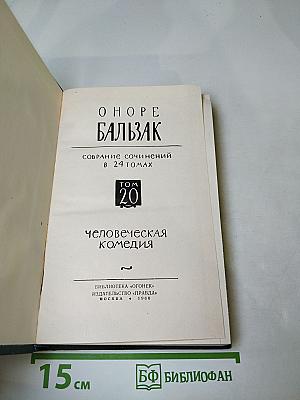 ОНОРЕ
БАЛЬЗАК
СОБРАНИЕ СОЧИНЕНИЙ
В 24 ТОМАХ
ТОМ
20
ЧЕЛОВЕЧЕСКАЯ
КОМЕДИЯ
БИБЛИОТЕКА «ОГОНЕК»
ИЗДАТЕЛЬСТВО «ПРАВДА»
МОСКВА • 1960
15 см
БФ БИБЛИОФАН